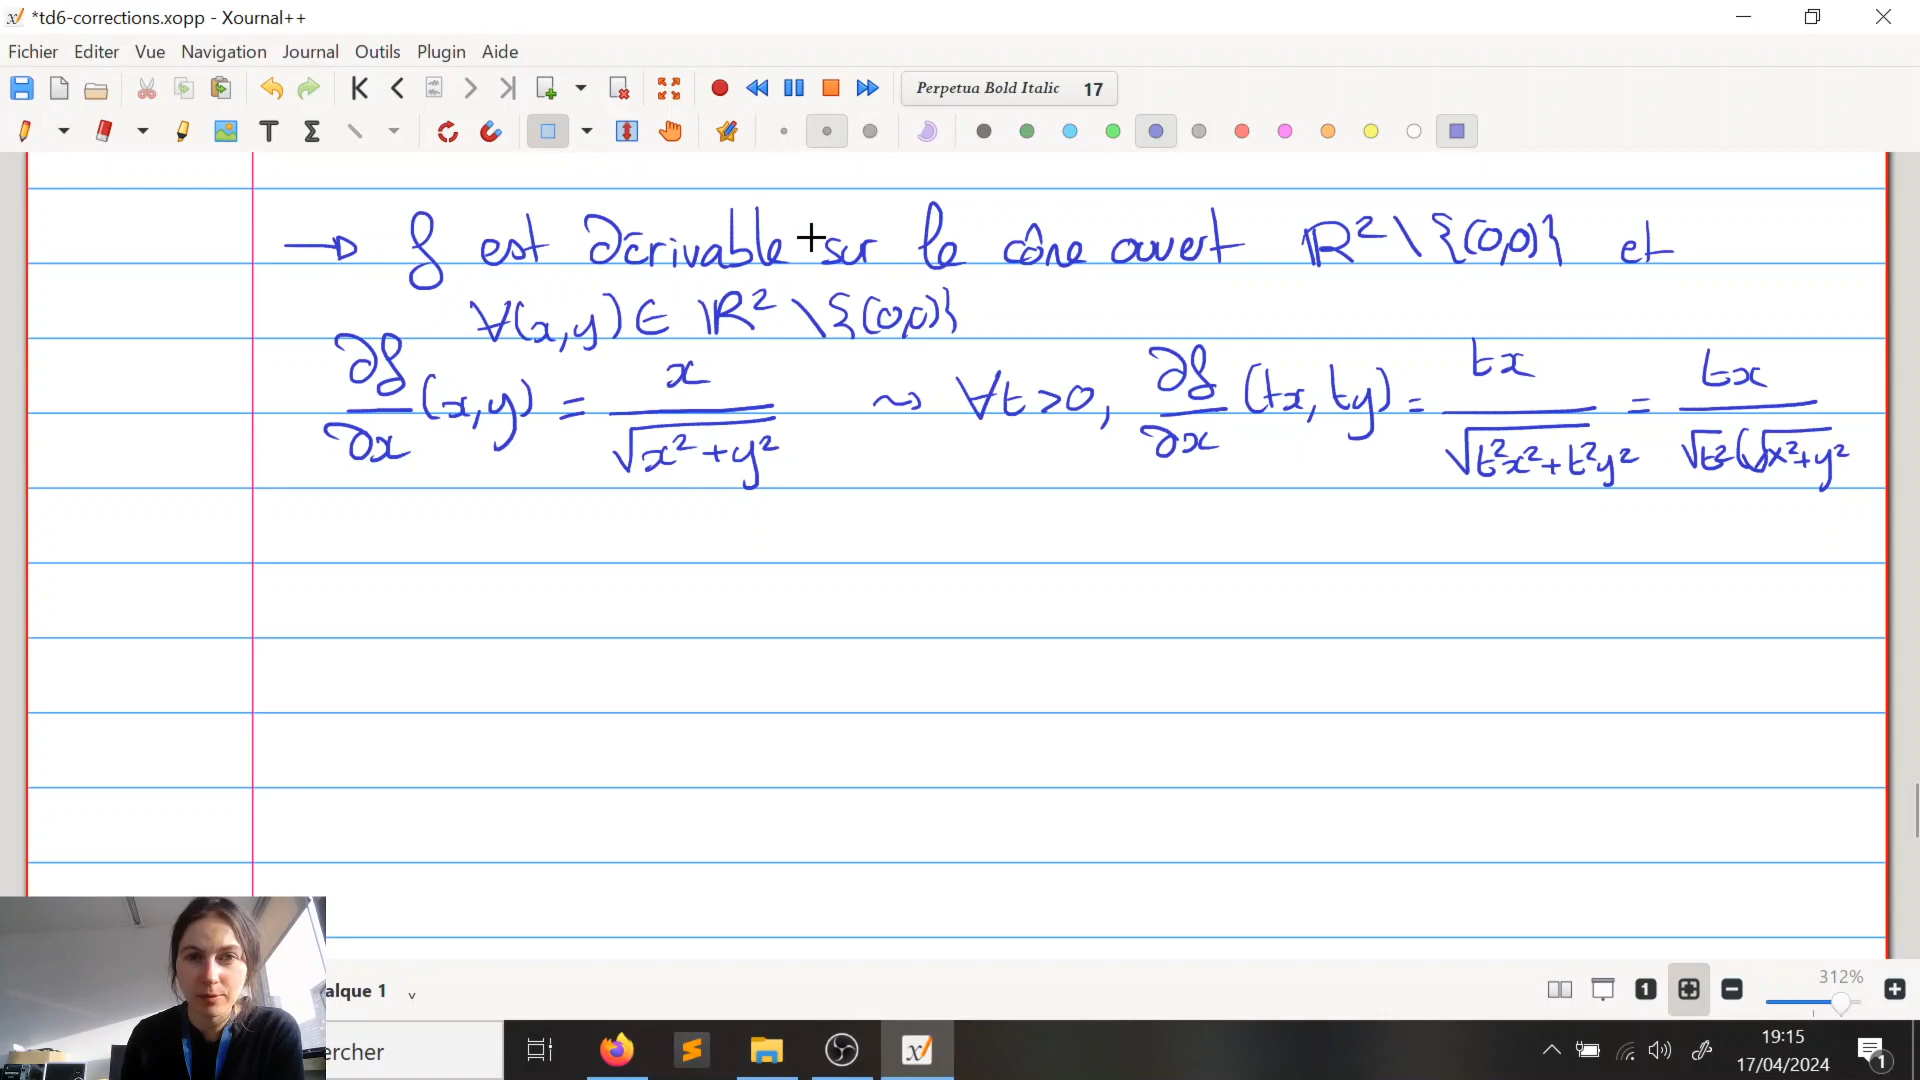 *td6-corrections.xopp - Xournal++
Fichier Editer Vue Navigation Journal Outils Plugin Aide
Perpetua Bold Italic 17
→ f est dérivable sur le cône ouvert ℝ² \ {(0,0)} et
∀(x,y) ∈ ℝ² \ {(0,0)}
∂f/∂x (x,y) = x/√(x²+y²) ⇝ ∀t>0, ∂f/∂x (tx, ty) = tx/√(t²x²+t²y²) = tx/(√t² (√x²+y²
alque 1
312%
ercher
19:15
17/04/2024
1